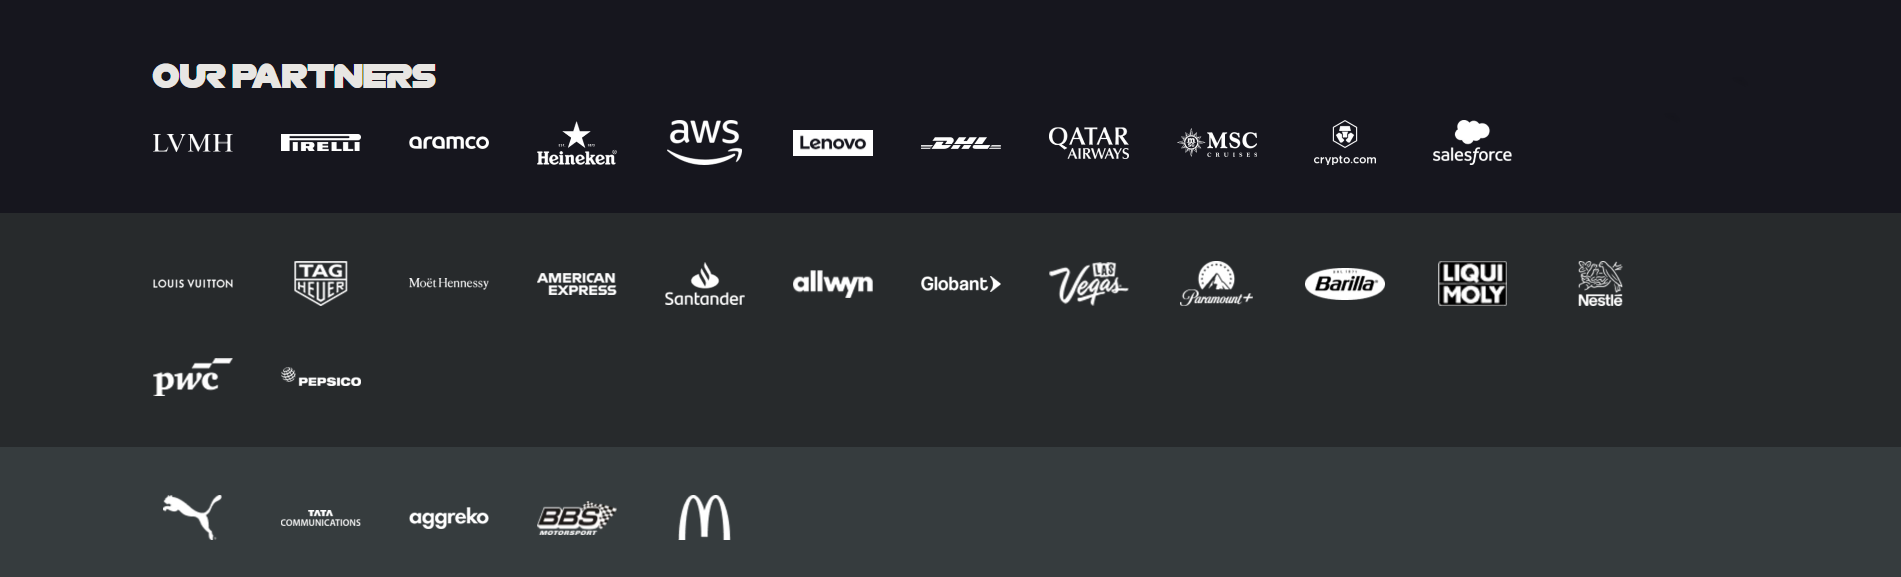 OUR PARTNERS
LVMH
PIRELLI
aramco
Heineken
aws
Lenovo
DHL
QATAR
AIRWAYS
MSC
CRUISES
crypto.com
salesforce
LOUIS VUITTON
TAG
HEUER
Moët Hennessy
AMERICAN
EXPRESS
Santander
allwyn
Globant
LAS
Vegas
Paramount+
Barilla
LIQUI
MOLY
Nestlé
pwc
PEPSICO
TATA
COMMUNICATIONS
aggreko
BBS
MOTORSPORT